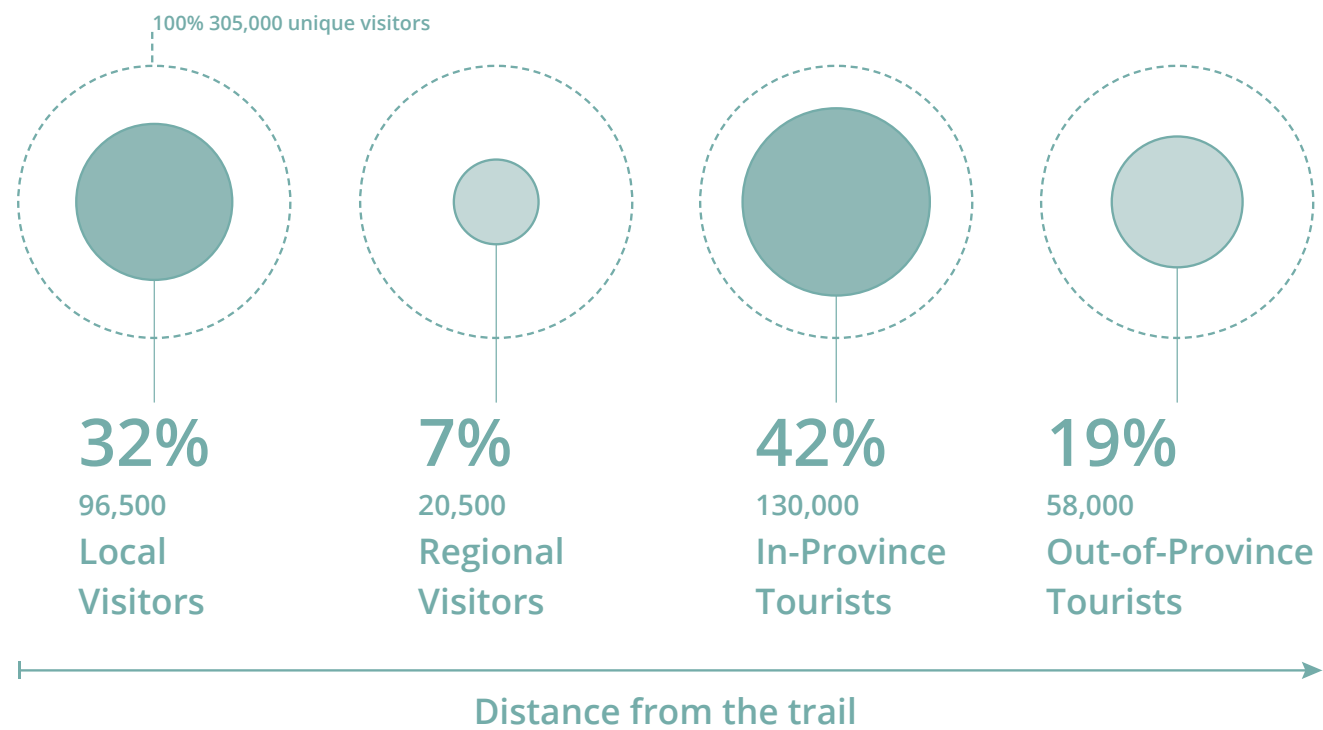 100% 305,000 unique visitors
32%
96,500
Local
Visitors
7%
20,500
Regional
Visitors
42%
130,000
In-Province
Tourists
19%
58,000
Out-of-Province
Tourists
Distance from the trail